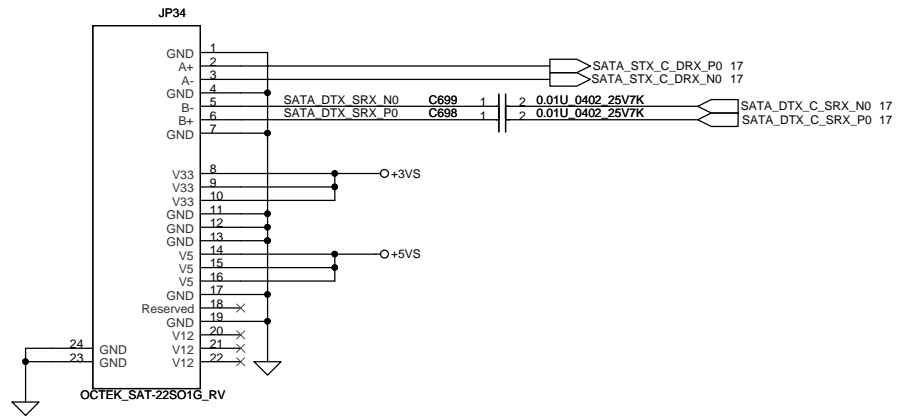 JP34
GND 1
A+ 2 SATA_STX_C_DRX_P0 17
A- 3 SATA_STX_C_DRX_N0 17
GND 4
B- 5 SATA_DTX_SRX_N0 C699 1 2 0.01U_0402_25V7K SATA_DTX_C_SRX_N0 17
B+ 6 SATA_DTX_SRX_P0 C698 1 2 0.01U_0402_25V7K SATA_DTX_C_SRX_P0 17
GND 7
V33 8 +3VS
V33 9
V33 10
GND 11
GND 12
GND 13
V5 14 +5VS
V5 15
V5 16
GND 17
Reserved 18
GND 19
V12 20
24 GND V12 21
23 GND V12 22
OCTEK_SAT-22SO1G_RV